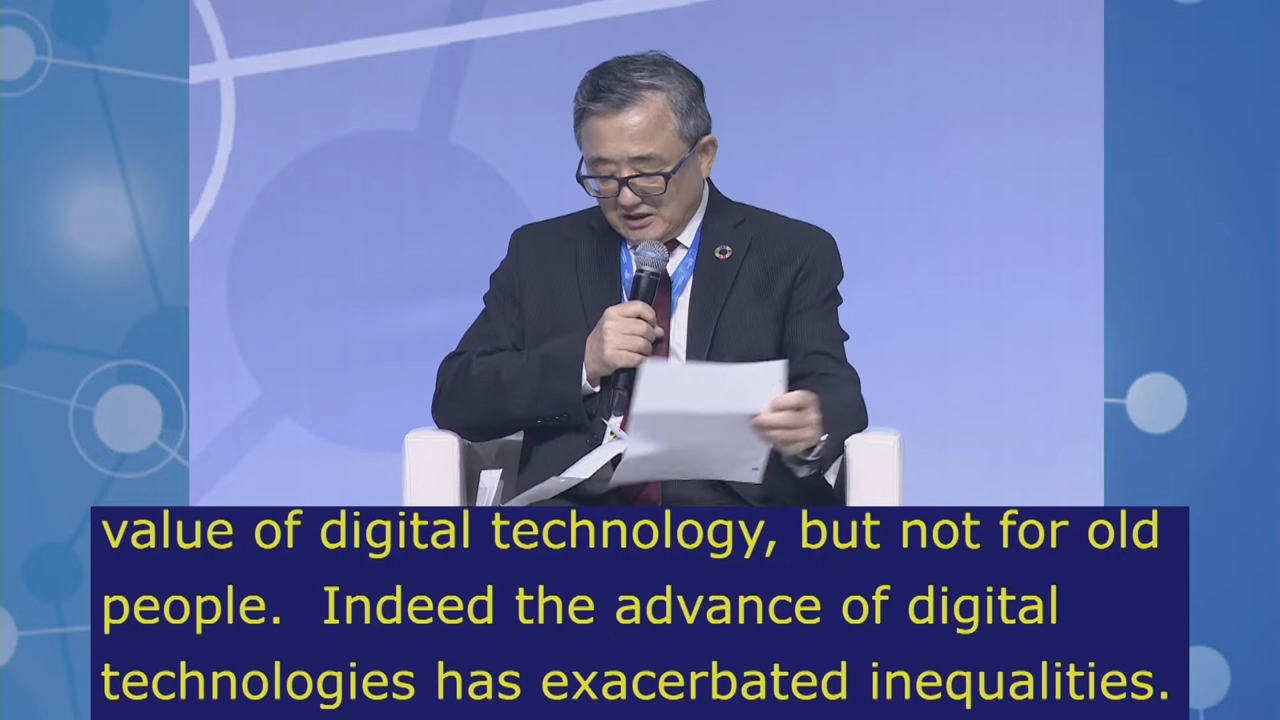 value of digital technology, but not for old
people.  Indeed the advance of digital
technologies has exacerbated inequalities.